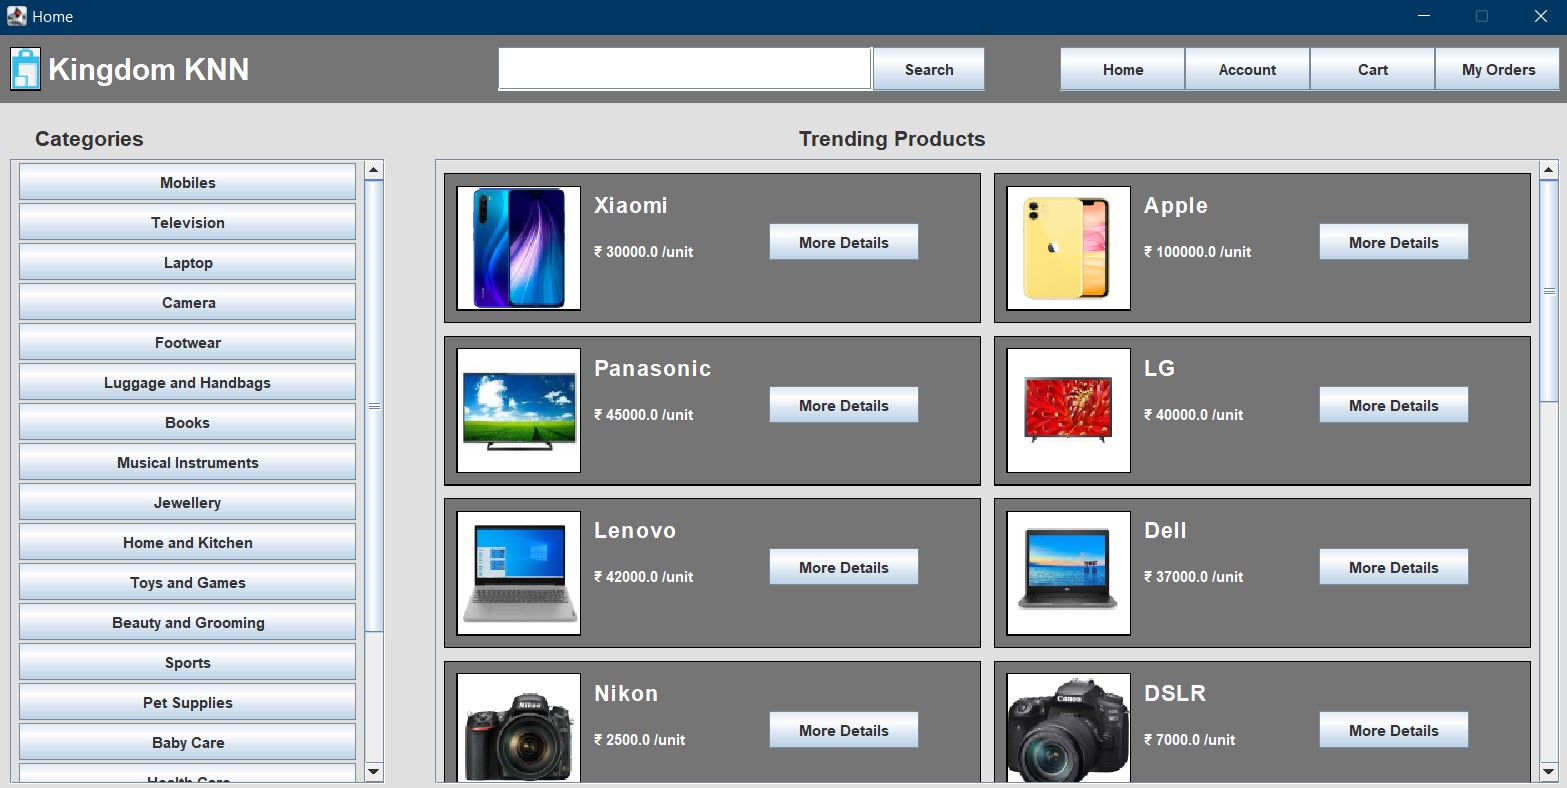 Home
Kingdom KNN
Search
Home
Account
Cart
My Orders
Categories
Mobiles
Television
Laptop
Camera
Footwear
Luggage and Handbags
Books
Musical Instruments
Jewellery
Home and Kitchen
Toys and Games
Beauty and Grooming
Sports
Pet Supplies
Baby Care
Health Care
Trending Products
Xiaomi
₹ 30000.0 /unit
More Details
Apple
₹ 100000.0 /unit
More Details
Panasonic
₹ 45000.0 /unit
More Details
LG
₹ 40000.0 /unit
More Details
Lenovo
₹ 42000.0 /unit
More Details
Dell
₹ 37000.0 /unit
More Details
Nikon
₹ 2500.0 /unit
More Details
Nikon
DSLR
₹ 7000.0 /unit
More Details
Canon